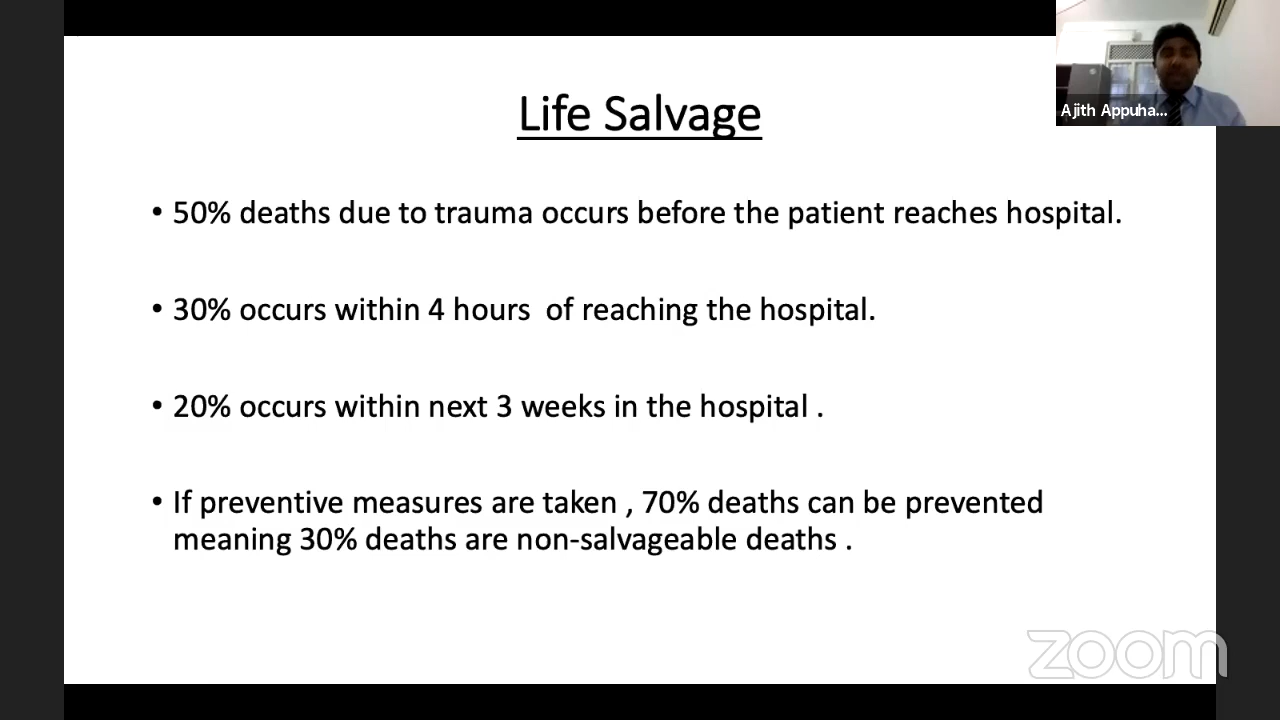 Life Salvage
Ajith Appuha...
• 50% deaths due to trauma occurs before the patient reaches hospital.
• 30% occurs within 4 hours  of reaching the hospital.
• 20% occurs within next 3 weeks in the hospital .
• If preventive measures are taken , 70% deaths can be prevented
meaning 30% deaths are non-salvageable deaths .
zoom